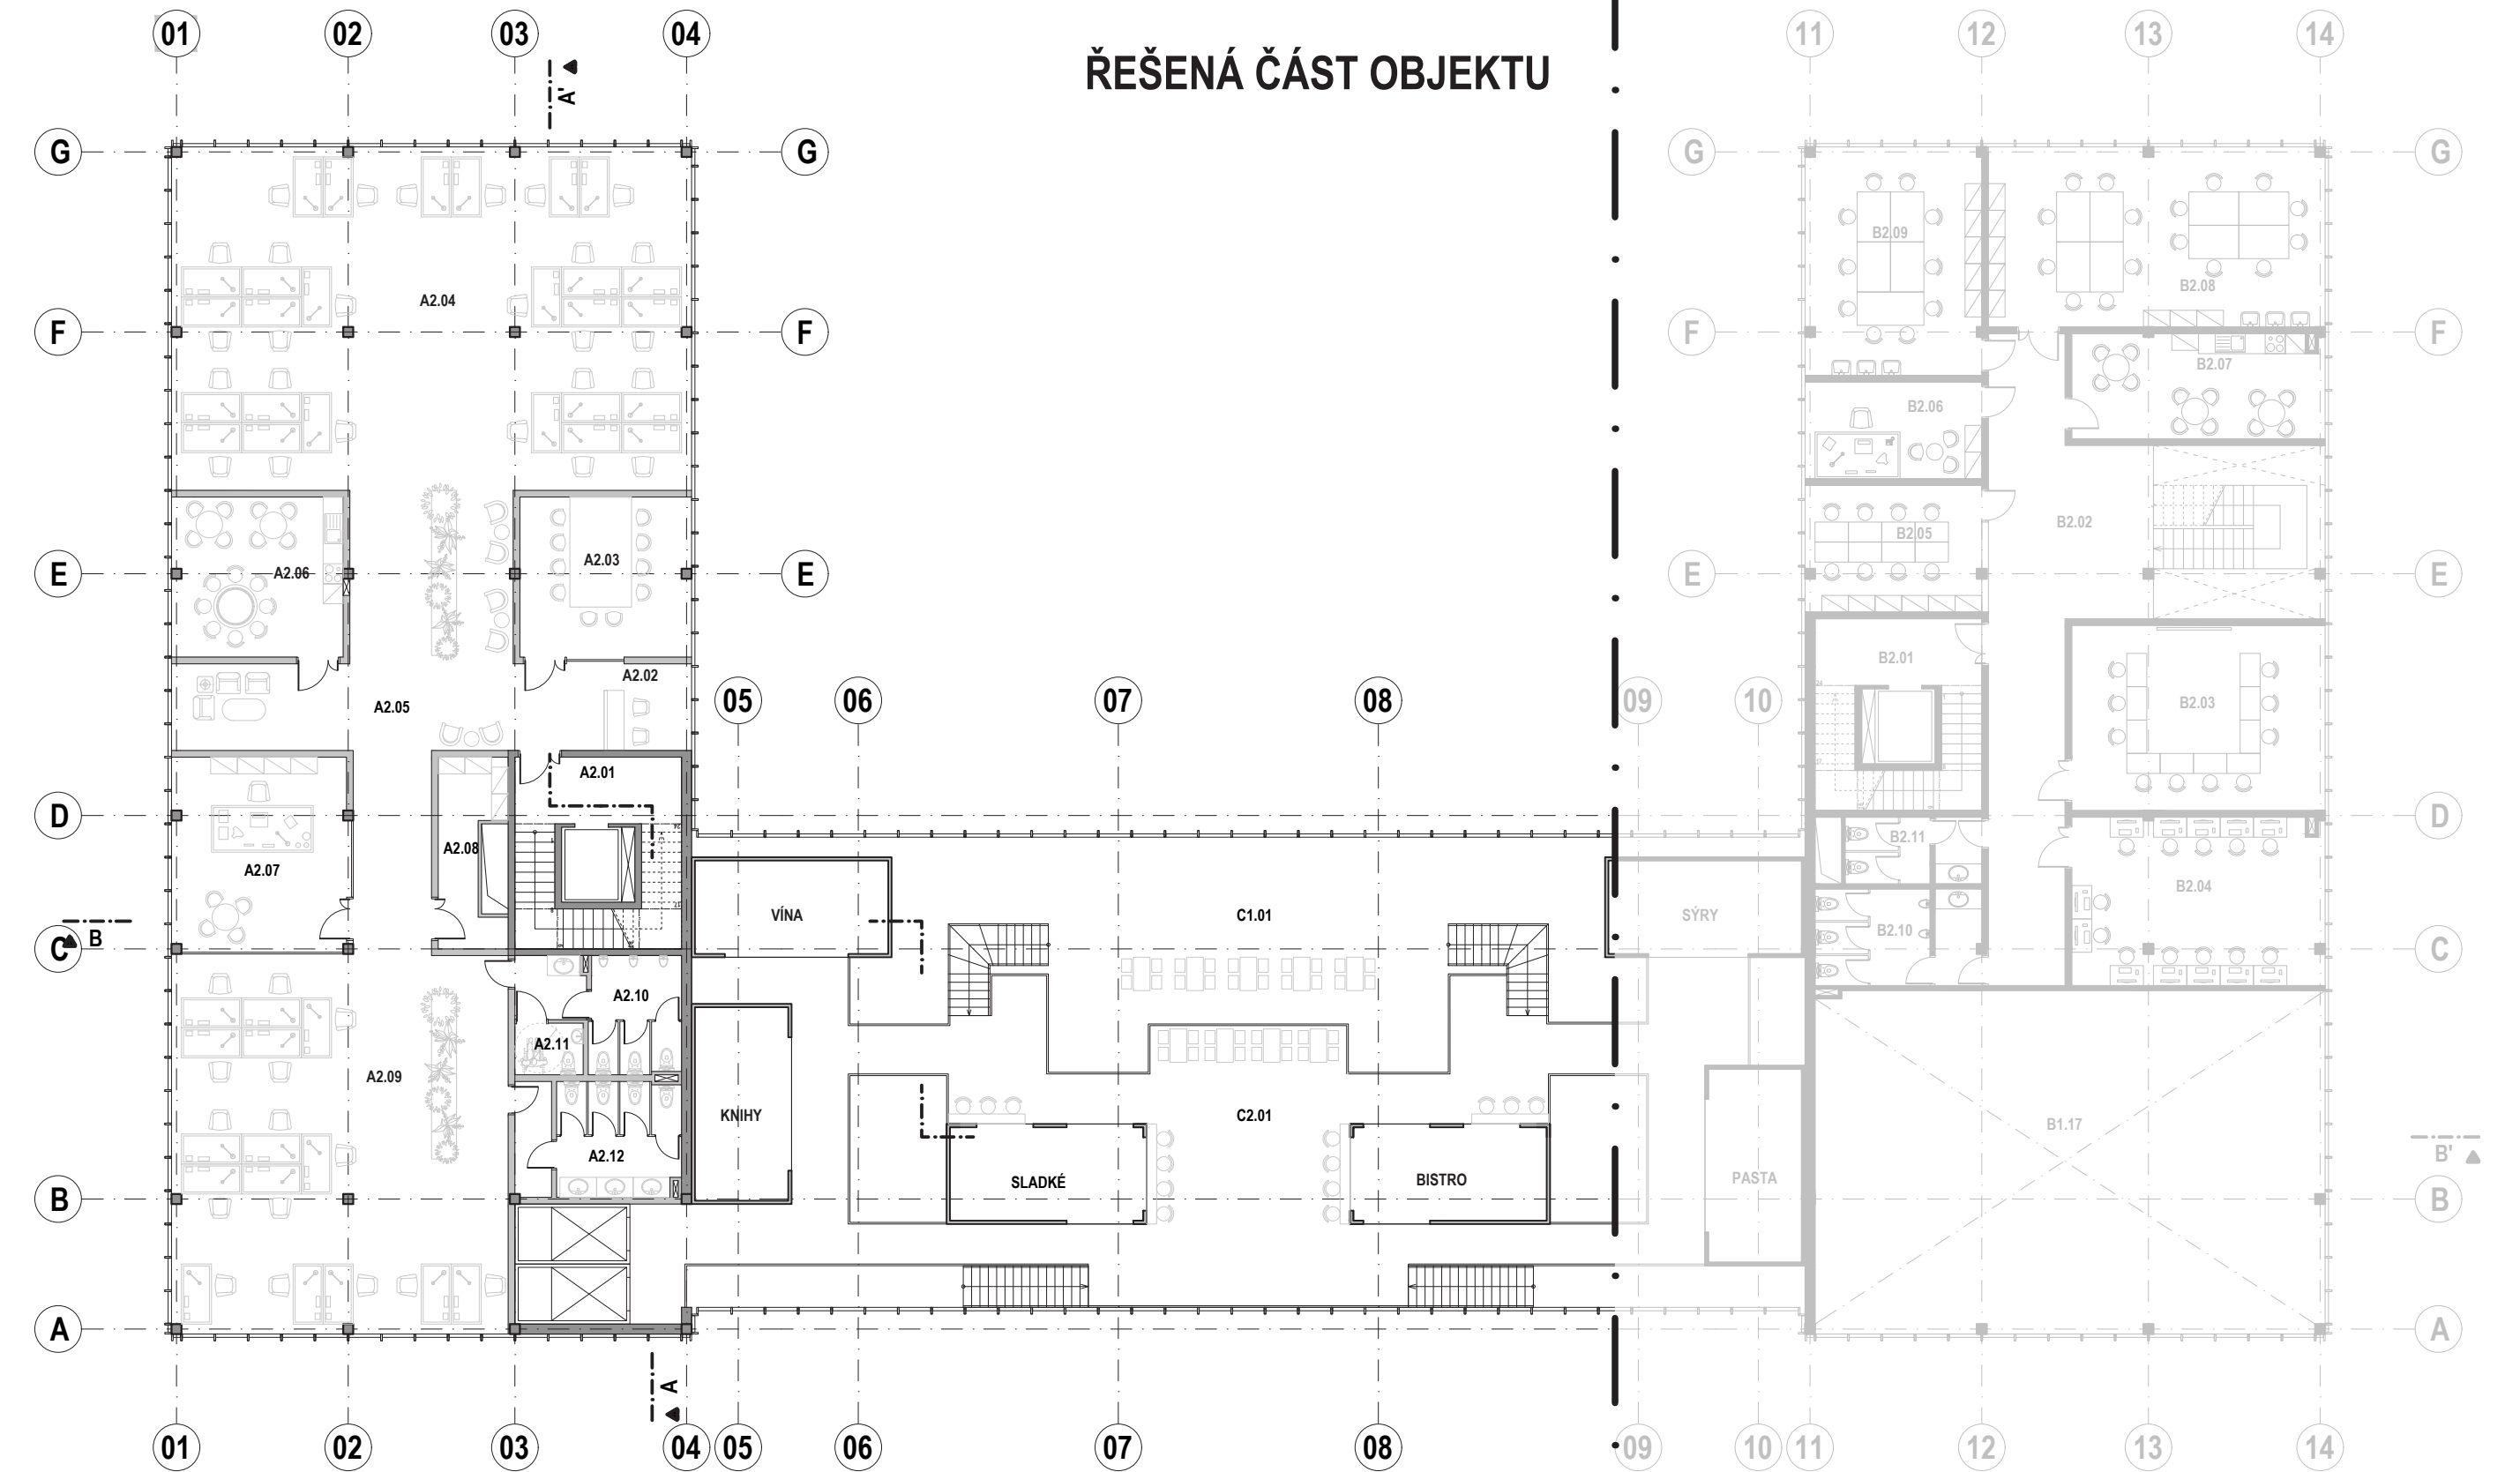 01 02 03 04 11 12 13 14
ŘEŠENÁ ČÁST OBJEKTU
A'
G G G G
B2.09
B2.08
A2.04
F F F F
B2.07
B2.06
B2.02
B2.05
A2.03
A2.06
E E E E
B2.01
A2.02
05 06 07 08 09 10
B2.03
A2.05
A2.01
D D
B2.11
A2.08
A2.07
B2.04
VÍNA
C1.01
SÝRY
B2.10
B
C C
A2.10
A2.11
A2.09
KNIHY
C2.01
B1.17
A2.12
B'
SLADKÉ
BISTRO
PASTA
B B
A A
A
01 02 03 04 05 06 07 08 09 10 11 12 13 14